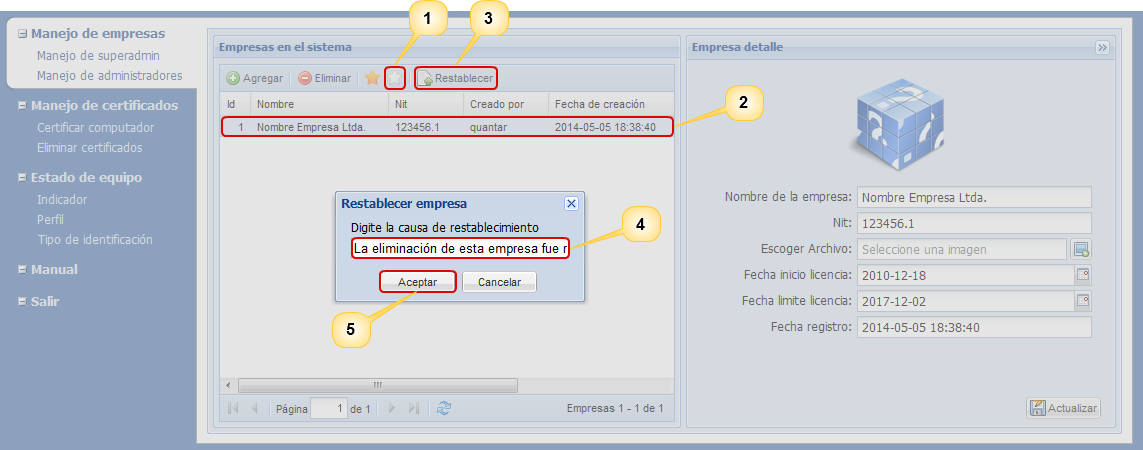 1
3
Manejo de empresas
Manejo de superadmin
Manejo de administradores
Manejo de certificados
Certificar computador
Eliminar certificados
Estado de equipo
Indicador
Perfil
Tipo de identificación
Manual
Salir
Empresas en el sistema
Agregar Eliminar Restablecer
Id Nombre Nit Creado por Fecha de creación
1 Nombre Empresa Ltda. 123456.1 quantar 2014-05-05 18:38:40
2
Restablecer empresa
Digite la causa de restablecimiento
La eliminación de esta empresa fue r
4
Aceptar Cancelar
5
Página 1 de 1 Empresas 1 - 1 de 1
Empresa detalle
Nombre de la empresa: Nombre Empresa Ltda.
Nit: 123456.1
Escoger Archivo: Seleccione una imagen
Fecha inicio licencia: 2010-12-18
Fecha limite licencia: 2017-12-02
Fecha registro: 2014-05-05 18:38:40
Actualizar